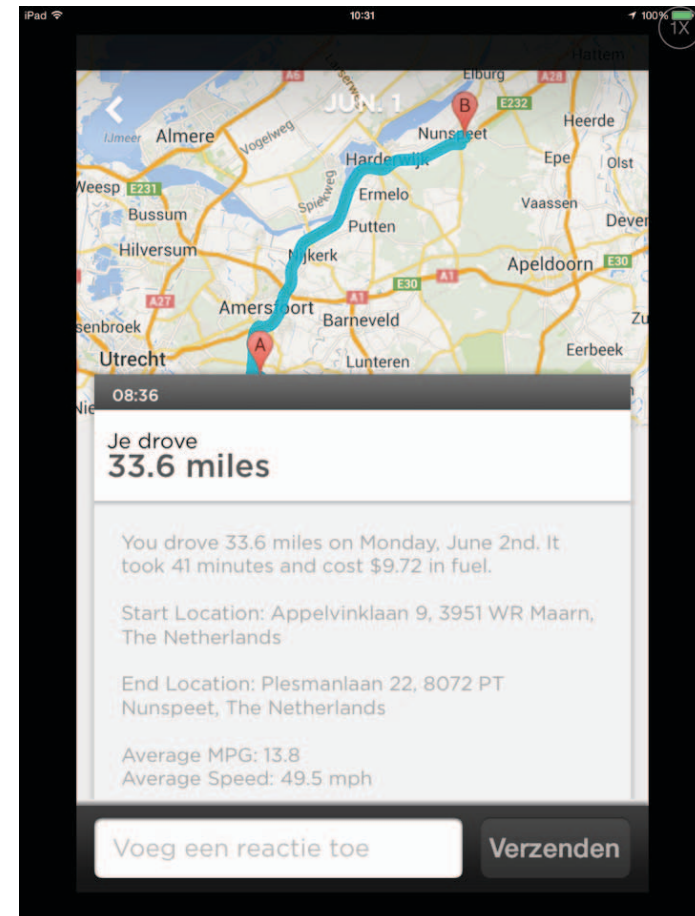 iPad 10:31 100%
1X
Hattem
A6 Elburg A28
JUN. 1 B E232
IJmeer Almere Vogelweg Nunspeet Heerde
Harderwijk Epe Olst
Weesp E231 Spiekweg Ermelo
Bussum Vaassen
Putten Deven
Hilversum
Nijkerk Apeldoorn E30
E30 A1
A27 Amersfoort A1
Barneveld Zu
senbroek
A
Utrecht Lunteren Eerbeek
Nie
08:36
Je drove
33.6 miles
You drove 33.6 miles on Monday, June 2nd. It
took 41 minutes and cost $9.72 in fuel.
Start Location: Appelvinklaan 9, 3951 WR Maarn,
The Netherlands
End Location: Plesmanlaan 22, 8072 PT
Nunspeet, The Netherlands
Average MPG: 13.8
Average Speed: 49.5 mph
Voeg een reactie toe Verzenden